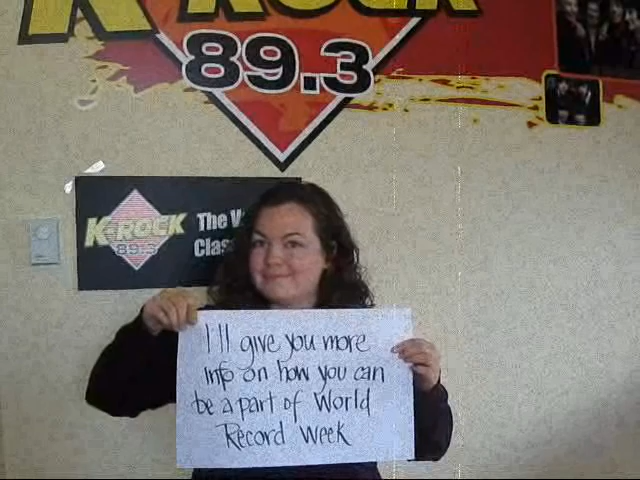 K-ROCK
89.3
K-ROCK
89.3
The
Clas
I'll give you more
info on how you can
be a part of World
Record Week